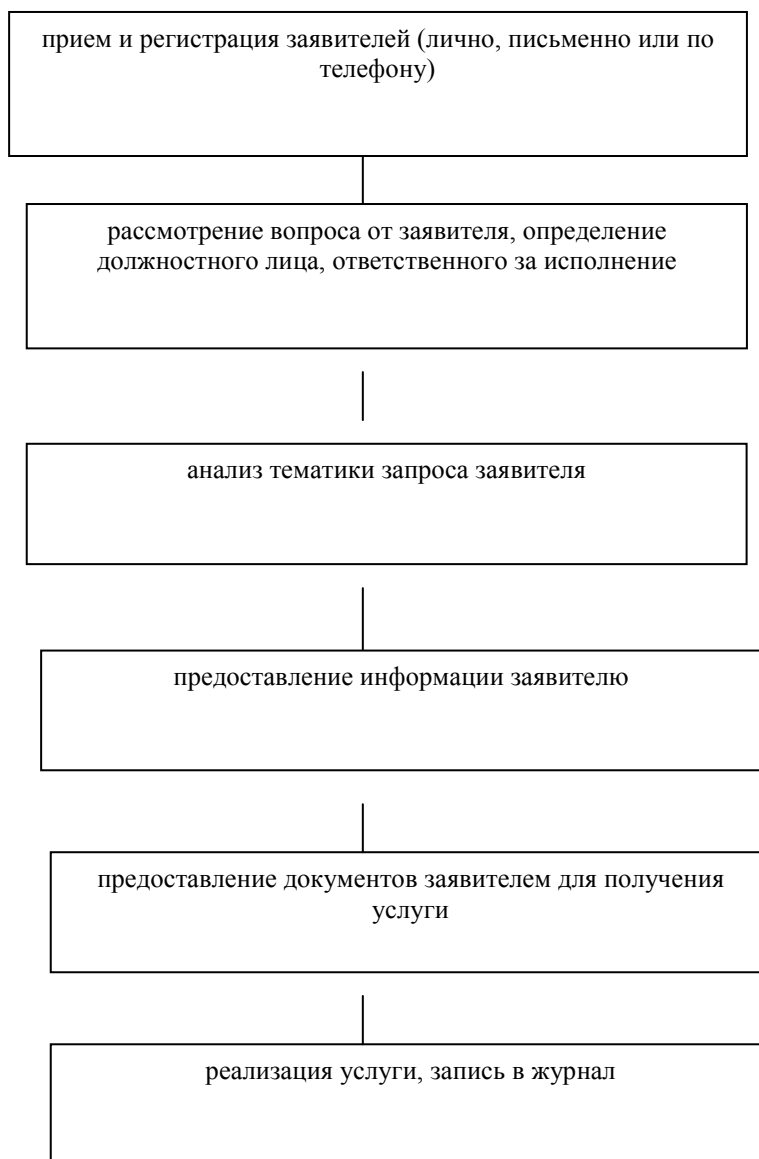 прием и регистрация заявителей (лично, письменно или по
телефону)
рассмотрение вопроса от заявителя, определение
должностного лица, ответственного за исполнение
анализ тематики запроса заявителя
предоставление информации заявителю
предоставление документов заявителем для получения
услуги
реализация услуги, запись в журнал